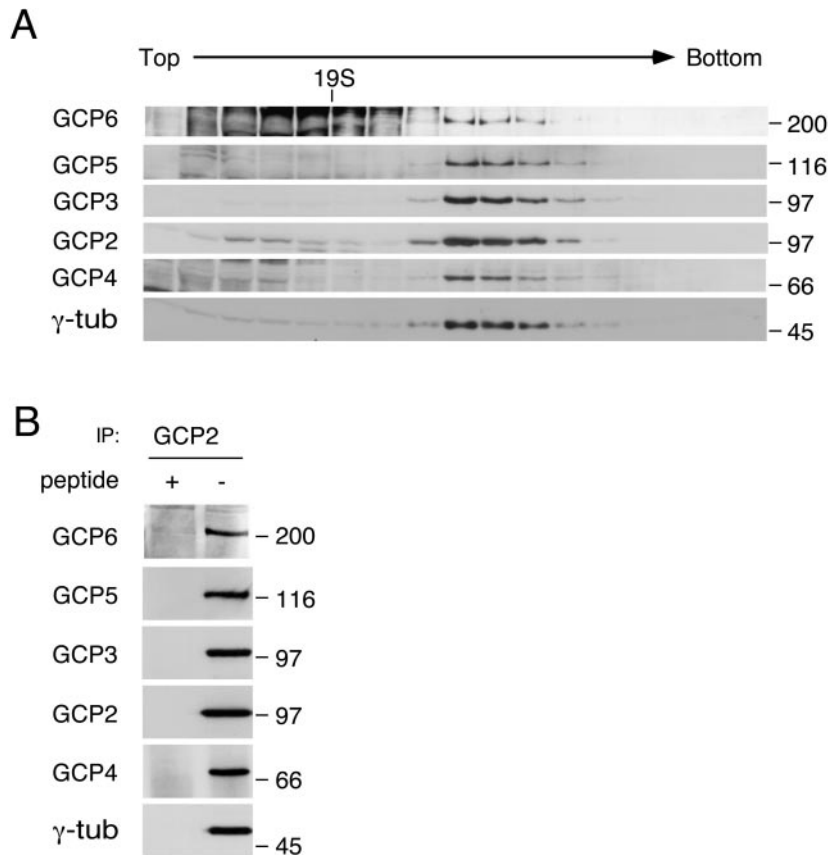 A
Top Bottom
19S
GCP6 - 200
GCP5 - 116
GCP3 - 97
GCP2 - 97
GCP4 - 66
γ-tub - 45
B
IP: GCP2
peptide + -
GCP6 - 200
GCP5 - 116
GCP3 - 97
GCP2 - 97
GCP4 - 66
γ-tub - 45